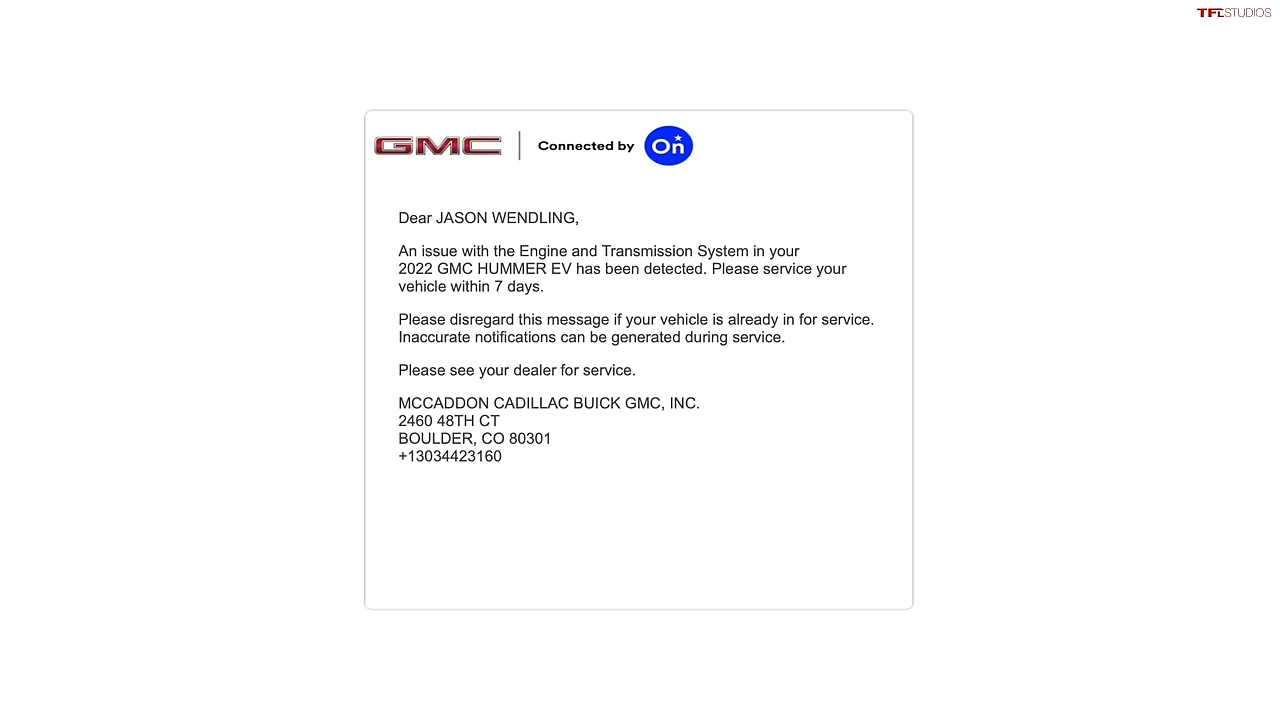 TFLSTUDIOS
GMC | Connected by On
Dear JASON WENDLING,
An issue with the Engine and Transmission System in your
2022 GMC HUMMER EV has been detected. Please service your
vehicle within 7 days.
Please disregard this message if your vehicle is already in for service.
Inaccurate notifications can be generated during service.
Please see your dealer for service.
MCCADDON CADILLAC BUICK GMC, INC.
2460 48TH CT
BOULDER, CO 80301
+13034423160